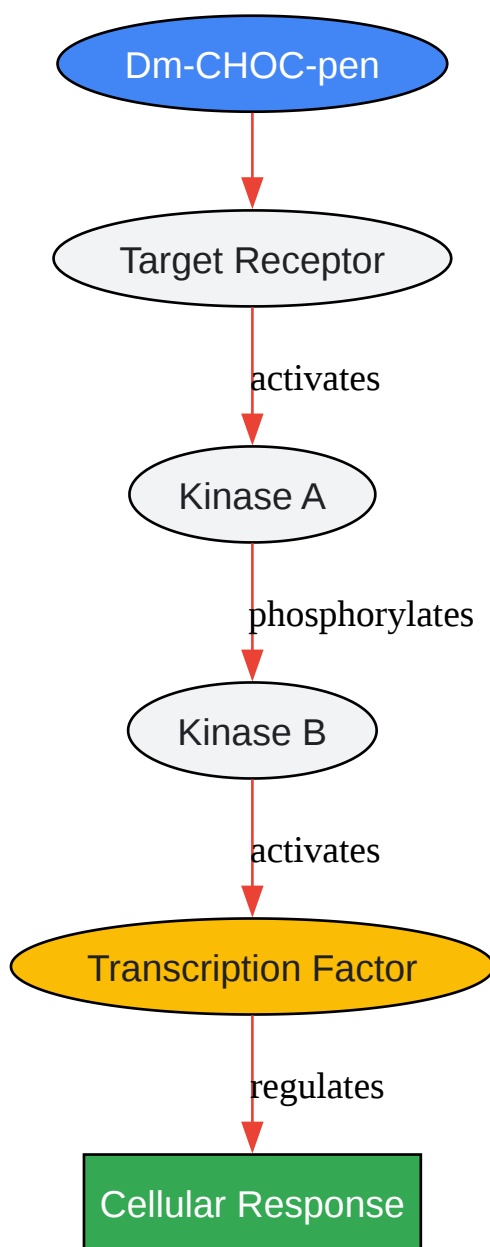 Dm-CHOC-pen
Target Receptor
activates
Kinase A
phosphorylates
Kinase B
activates
Transcription Factor
regulates
Cellular Response